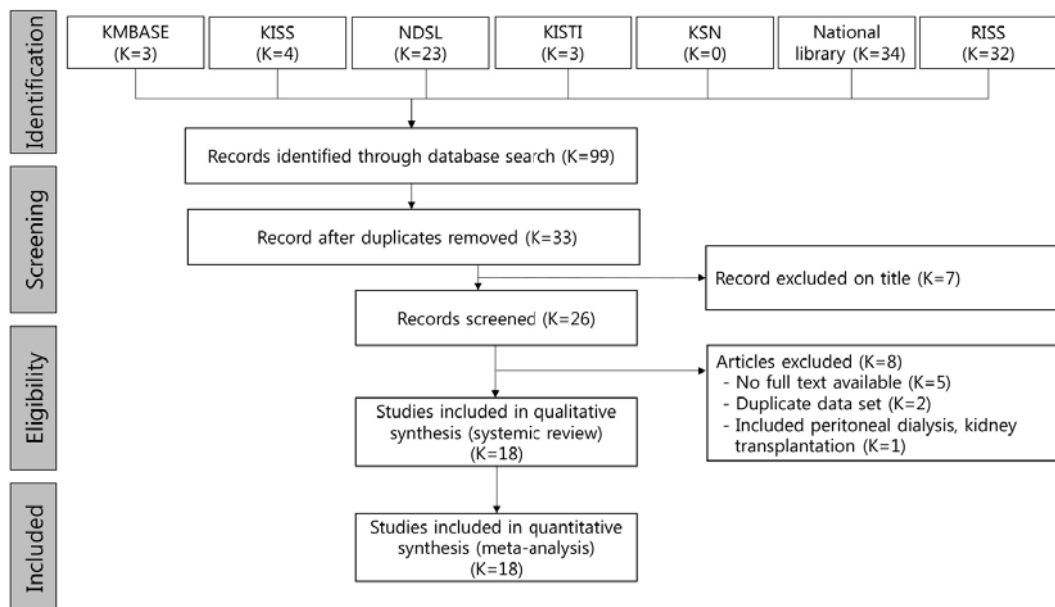 Identification
KMBASE
(K=3)
KISS
(K=4)
NDSL
(K=23)
KISTI
(K=3)
KSN
(K=0)
National
library (K=34)
RISS
(K=32)
Records identified through database search (K=99)
Screening
Record after duplicates removed (K=33)
Record excluded on title (K=7)
Records screened (K=26)
Eligibility
Articles excluded (K=8)
- No full text available (K=5)
- Duplicate data set (K=2)
- Included peritoneal dialysis, kidney
transplantation (K=1)
Studies included in qualitative
synthesis (systemic review)
(K=18)
Included
Studies included in quantitative
synthesis (meta-analysis)
(K=18)